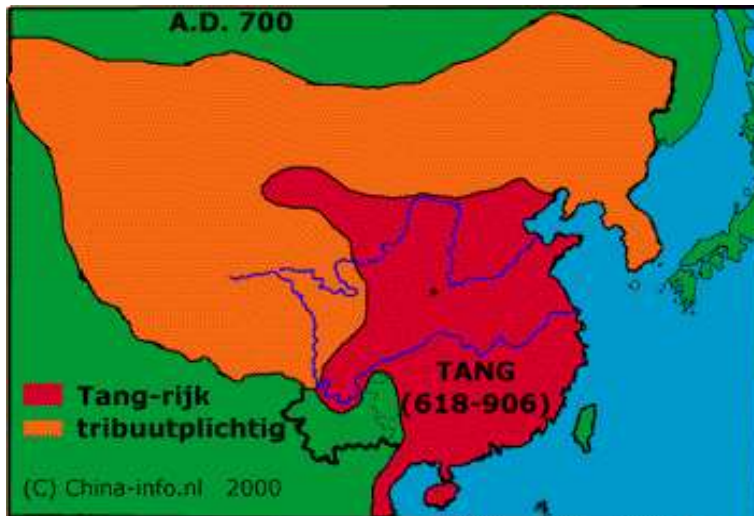 A.D. 700
TANG
(618-906)
Tang-rijk
tribuutplichtig
(C) China-info.nl 2000